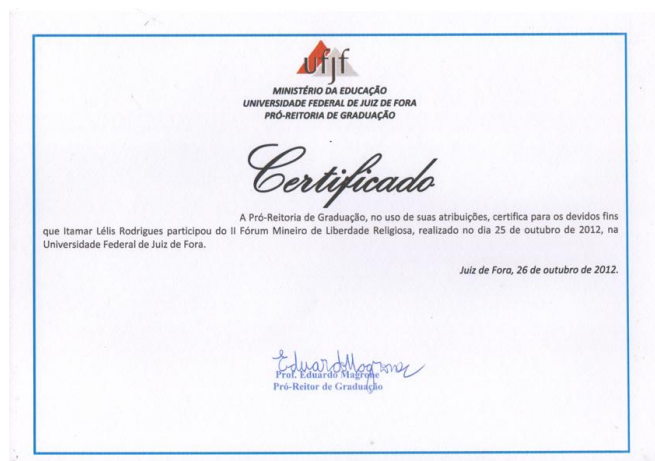 ufjf
MINISTÉRIO DA EDUCAÇÃO
UNIVERSIDADE FEDERAL DE JUIZ DE FORA
PRÓ-REITORIA DE GRADUAÇÃO
Certificado
A Pró-Reitoria de Graduação, no uso de suas atribuições, certifica para os devidos fins
que Itamar Lélis Rodrigues participou do II Fórum Mineiro de Liberdade Religiosa, realizado no dia 25 de outubro de 2012, na
Universidade Federal de Juiz de Fora.
Juiz de Fora, 26 de outubro de 2012.
Eduardo Magrone
Prof. Eduardo Magrone
Pró-Reitor de Graduação